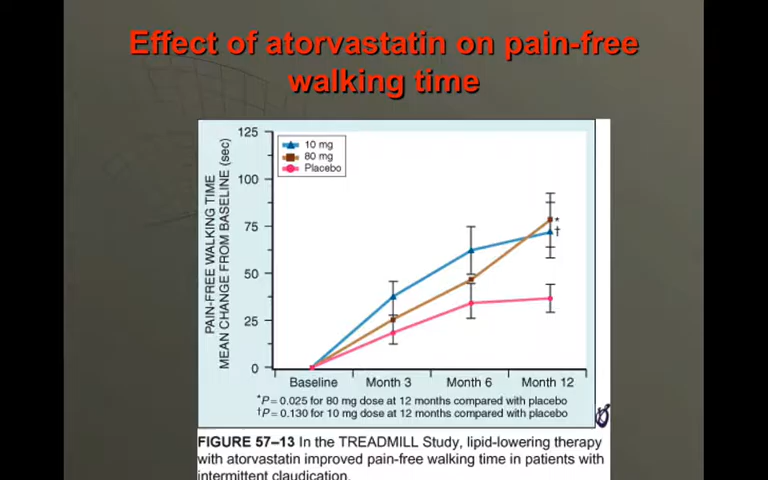 Effect of atorvastatin on pain-free
walking time
125
100
75
50
25
0
PAIN-FREE WALKING TIME
MEAN CHANGE FROM BASELINE (sec)
10 mg
80 mg
Placebo
*
†
Baseline Month 3 Month 6 Month 12
*P = 0.025 for 80 mg dose at 12 months compared with placebo
†P = 0.130 for 10 mg dose at 12 months compared with placebo
FIGURE 57–13 In the TREADMILL Study, lipid-lowering therapy
with atorvastatin improved pain-free walking time in patients with
intermittent claudication.